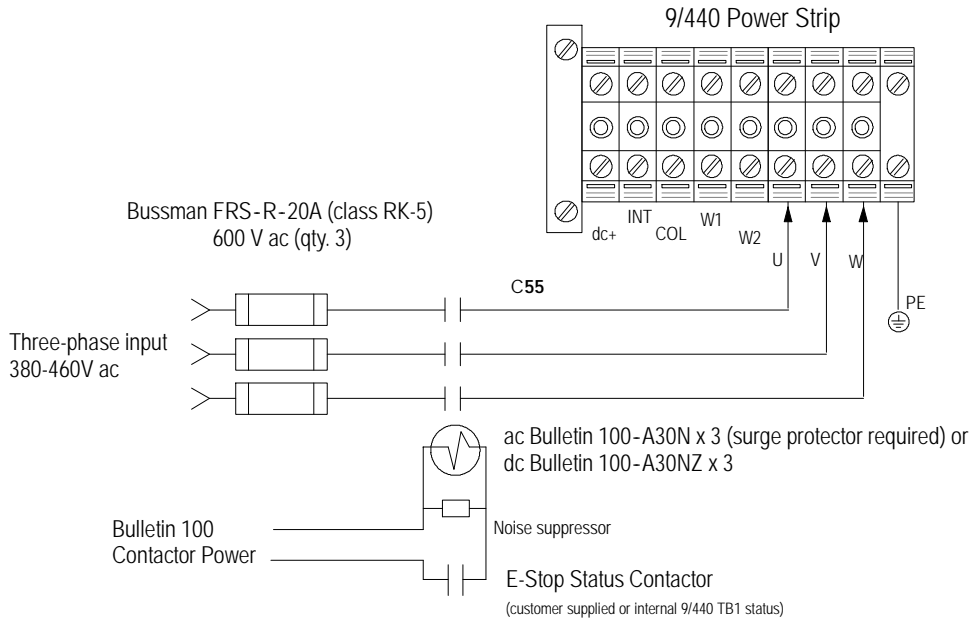 9/440 Power Strip
Bussman FRS-R-20A (class RK-5)
600 V ac (qty. 3)
dc+
INT
COL
W1
W2
U
V
W
PE
C55
Three-phase input
380-460V ac
ac Bulletin 100-A30N x 3 (surge protector required) or
dc Bulletin 100-A30NZ x 3
Bulletin 100
Contactor Power
Noise suppressor
E-Stop Status Contactor
(customer supplied or internal 9/440 TB1 status)